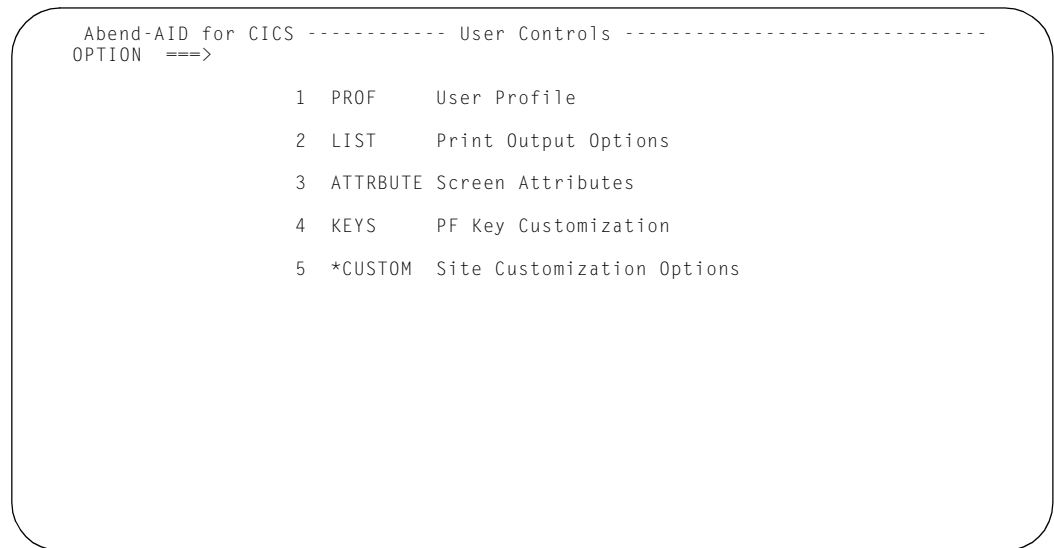 Abend-AID for CICS ------------ User Controls -------------------------------
OPTION ===>
1 PROF User Profile
2 LIST Print Output Options
3 ATTRBUTE Screen Attributes
4 KEYS PF Key Customization
5 *CUSTOM Site Customization Options